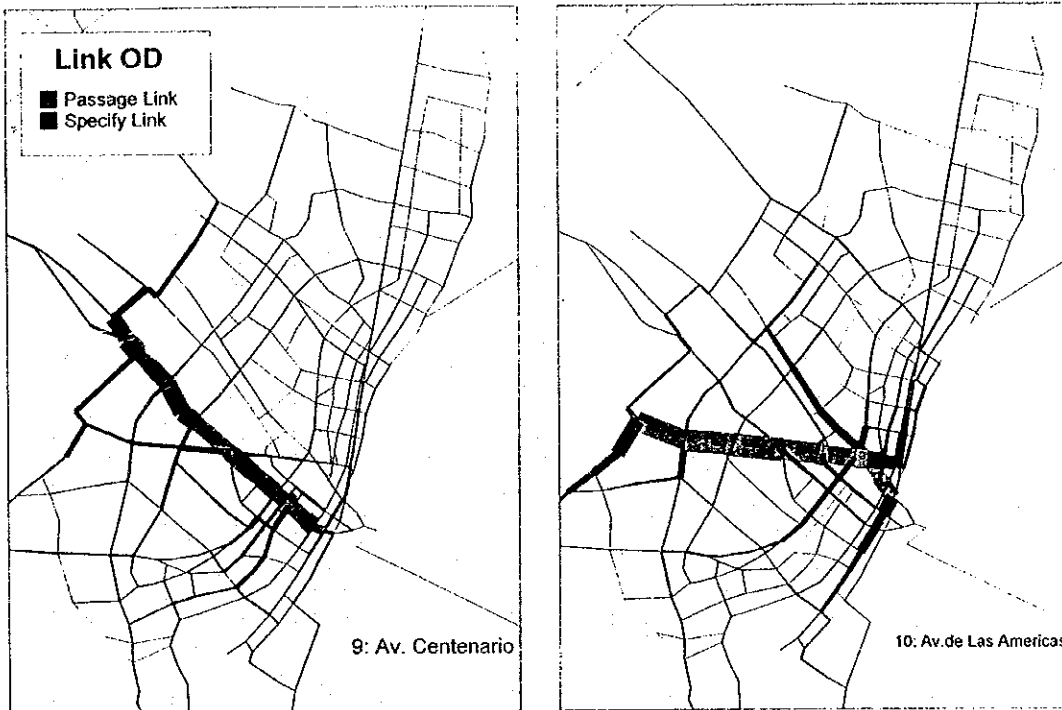 Link OD
Passage Link
Specify Link
9: Av. Centenario
10: Av.de Las Americas